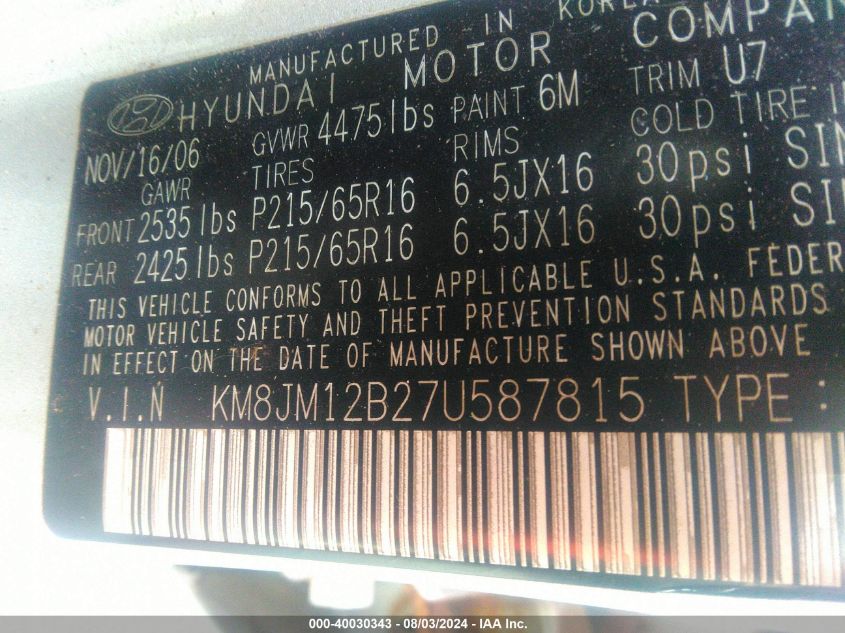 MANUFACTURED IN KOREA
HYUNDAI MOTOR COMPANY
NOV/16/06 GVWR 4475lbs PAINT 6M TRIM U7
GAWR TIRES RIMS COLD TIRE
FRONT 2535lbs P215/65R16 6.5JX16 30psi
REAR 2425lbs P215/65R16 6.5JX16 30psi
THIS VEHICLE CONFORMS TO ALL APPLICABLE U.S.A. FEDER
MOTOR VEHICLE SAFETY AND THEFT PREVENTION STANDARDS
IN EFFECT ON THE DATE OF MANUFACTURE SHOWN ABOVE
V.I.N KM8JM12B27U587815 TYPE :
000-40030343 - 08/03/2024 - IAA Inc.